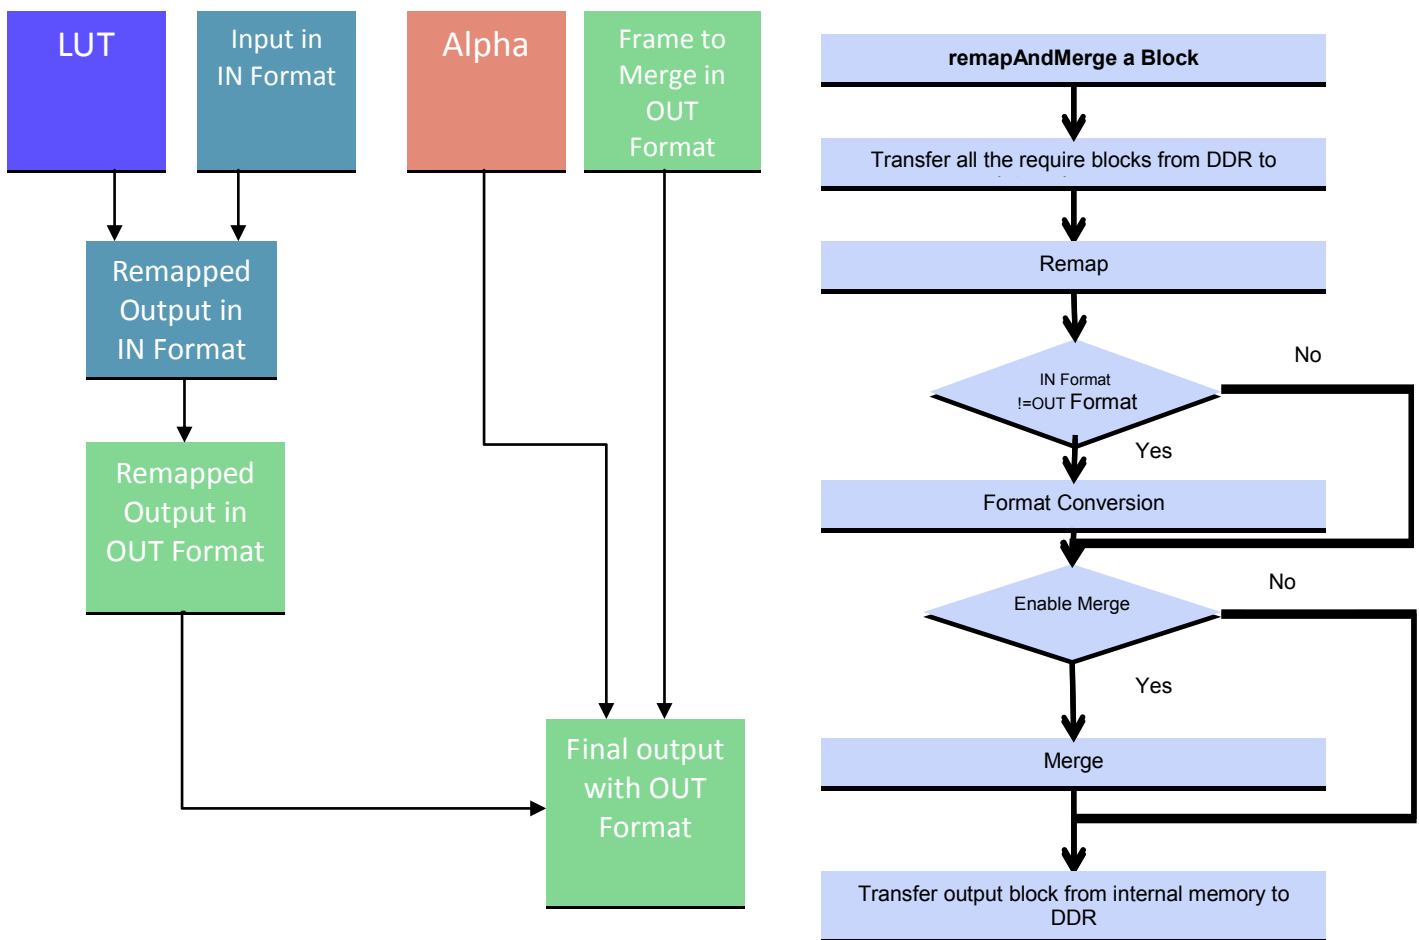 LUT
Input in
IN Format
Alpha
Frame to
Merge in
OUT
Format
Remapped
Output in
IN Format
Remapped
Output in
OUT Format
Final output
with OUT
Format
remapAndMerge a Block
Transfer all the require blocks from DDR to
Remap
IN Format
!=OUT Format
No
Yes
Format Conversion
Enable Merge
No
Yes
Merge
Transfer output block from internal memory to
DDR